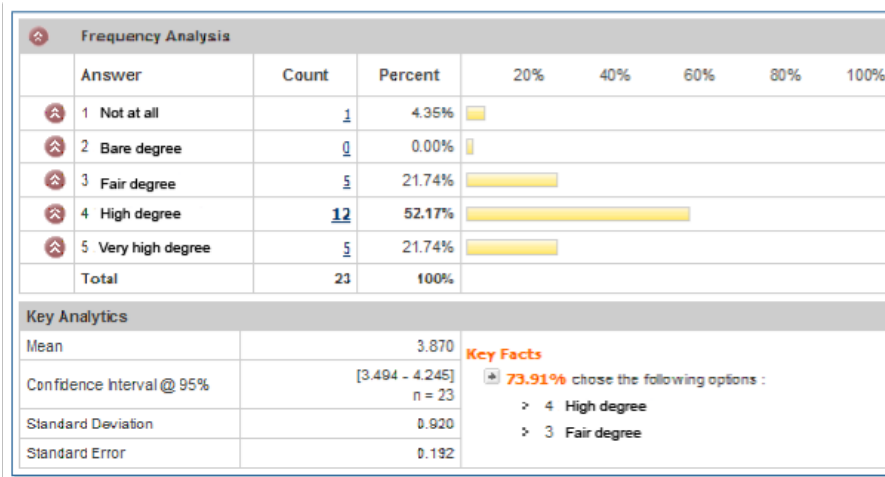 Frequency Analysis
Answer Count Percent 20% 40% 60% 80% 100%
1 Not at all 1 4.35%
2 Bare degree 0 0.00%
3 Fair degree 5 21.74%
4 High degree 12 52.17%
5 Very high degree 5 21.74%
Total 23 100%
Key Analytics
Mean 3.870
Confidence Interval @ 95% [3.494 - 4.245]
n = 23
Standard Deviation 0.920
Standard Error 0.192
Key Facts
73.91% chose the following options :
> 4 High degree
> 3 Fair degree